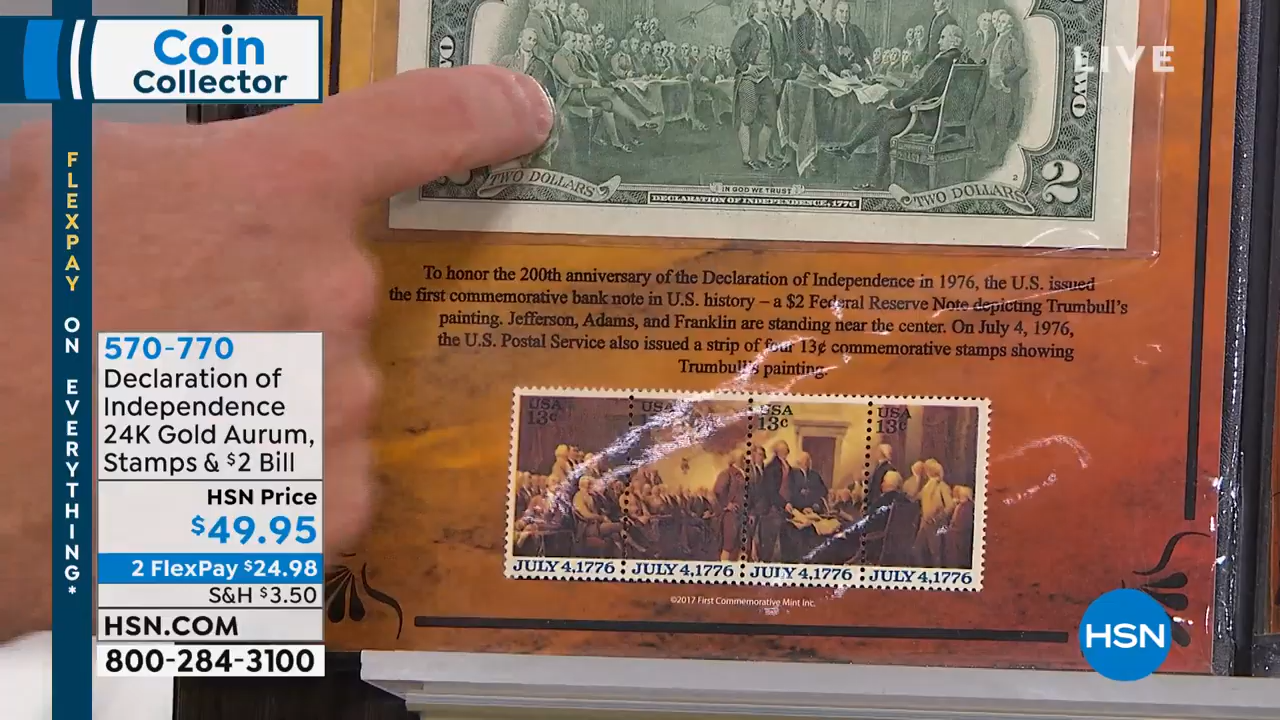 Coin
Collector
LIVE
FLEXPAY ON EVERYTHING*
570-770
Declaration of
Independence
24K Gold Aurum,
Stamps & $2 Bill
HSN Price
$49.95
2 FlexPay $24.98
S&H $3.50
HSN.COM
800-284-3100
TWO
TWO DOLLARS
IN GOD WE TRUST
DECLARATION OF INDEPENDENCE, 1776
TWO DOLLARS
2
2
To honor the 200th anniversary of the Declaration of Independence in 1976, the U.S. issued
the first commemorative bank note in U.S. history – a $2 Federal Reserve Note depicting Trumbull's
painting. Jefferson, Adams, and Franklin are standing near the center. On July 4, 1976,
the U.S. Postal Service also issued a strip of four 13¢ commemorative stamps showing
Trumbull's painting.
USA
13c
USA
USA
13c
USA
13c
JULY 4,1776
JULY 4,1776
JULY 4,1776
JULY 4,1776
©2017 First Commemorative Mint Inc.
HSN